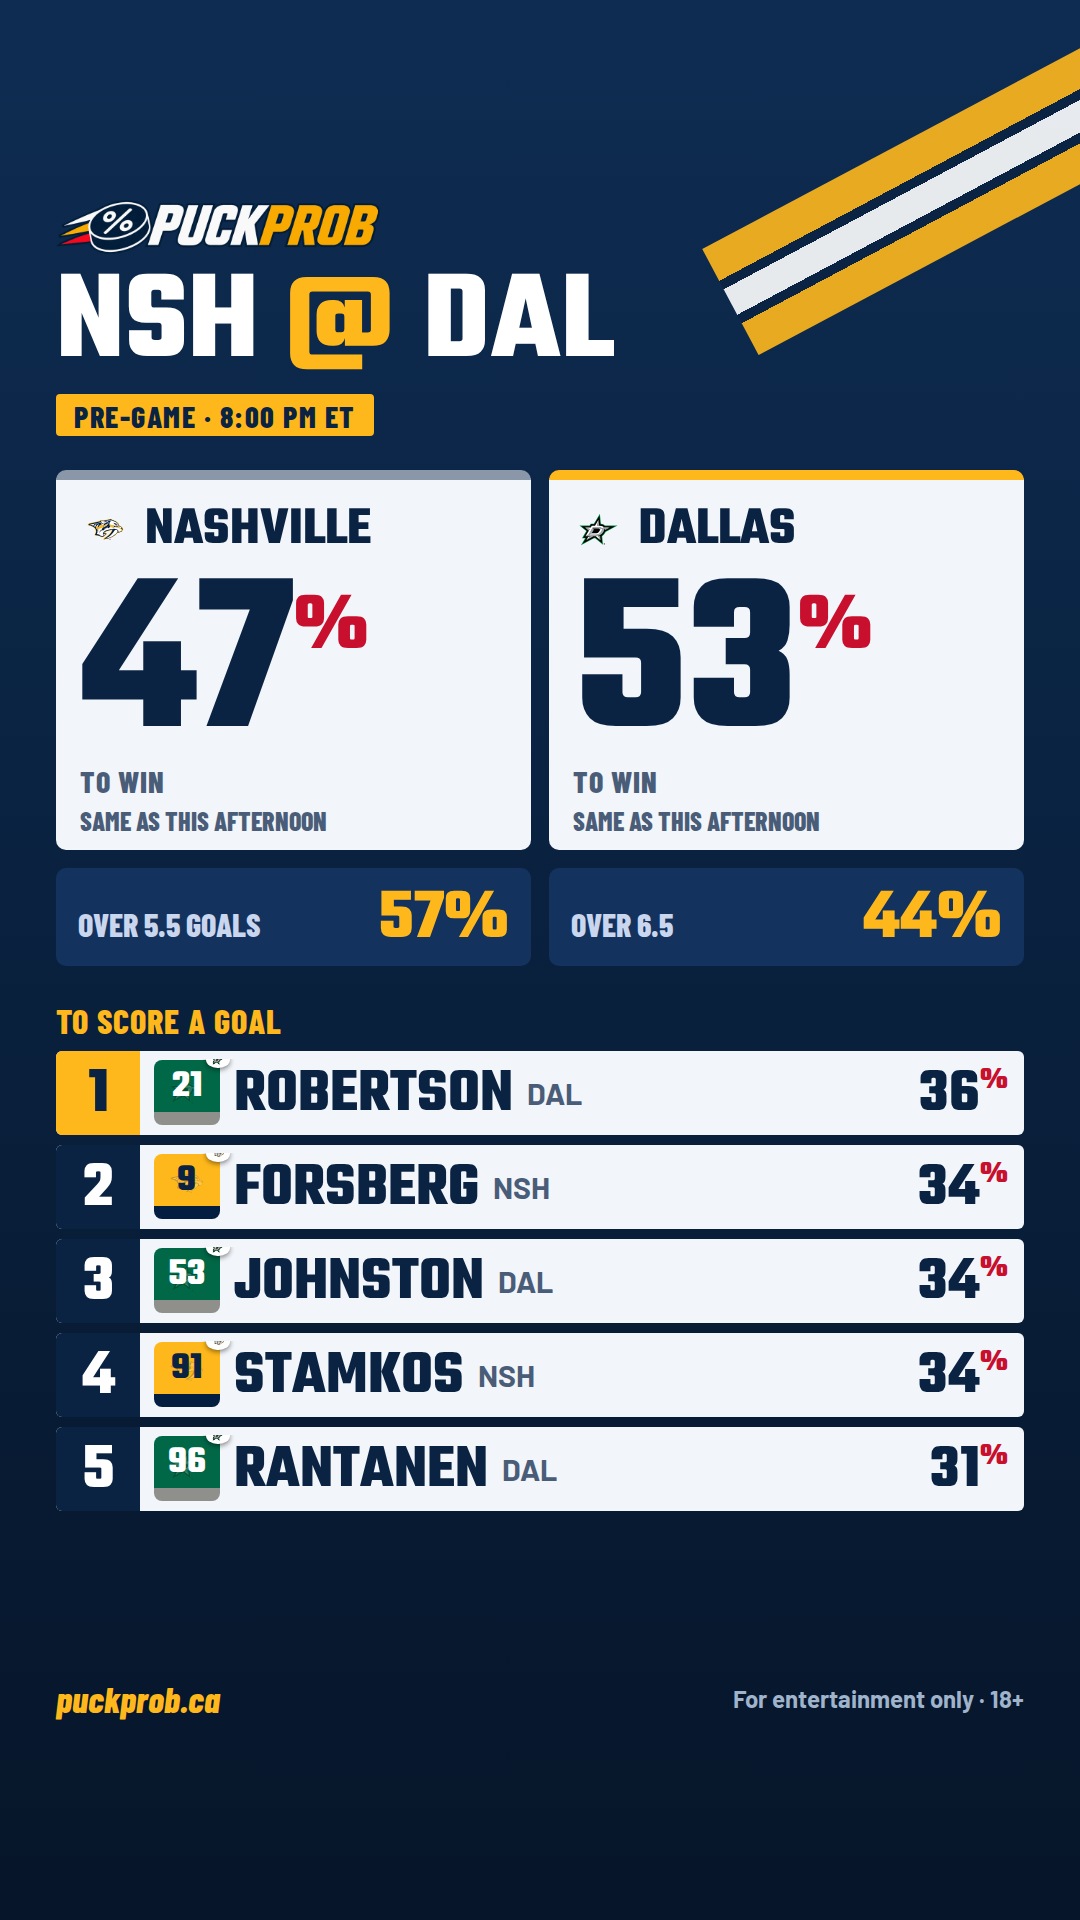 % PUCKPROB
NSH @ DAL
PRE-GAME · 8:00 PM ET
NASHVILLE
47%
TO WIN
SAME AS THIS AFTERNOON
DALLAS
53%
TO WIN
SAME AS THIS AFTERNOON
OVER 5.5 GOALS 57%
OVER 6.5 44%
TO SCORE A GOAL
1 21 ROBERTSON DAL 36%
2 9 FORSBERG NSH 34%
3 53 JOHNSTON DAL 34%
4 91 STAMKOS NSH 34%
5 96 RANTANEN DAL 31%
puckprob.ca
For entertainment only · 18+